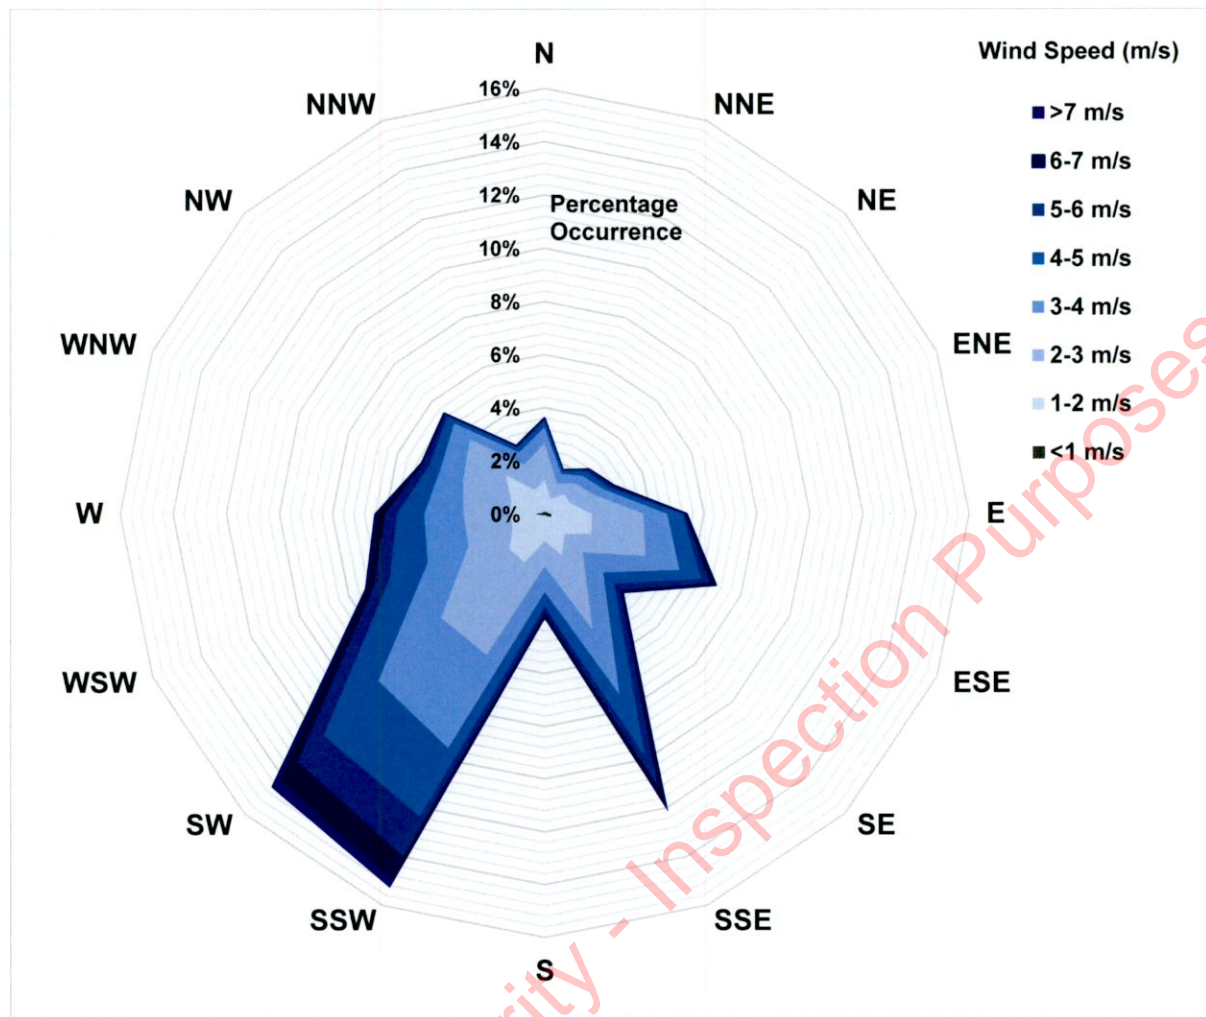 Wind Speed (m/s)
>7 m/s
6-7 m/s
5-6 m/s
4-5 m/s
3-4 m/s
2-3 m/s
1-2 m/s
<1 m/s
N
NNE
NE
ENE
E
ESE
SE
SSE
S
SSW
SW
WSW
W
WNW
NW
NNW
16%
14%
12%
10%
8%
6%
4%
2%
0%
Percentage
Occurrence
rity - Inspection Purposes